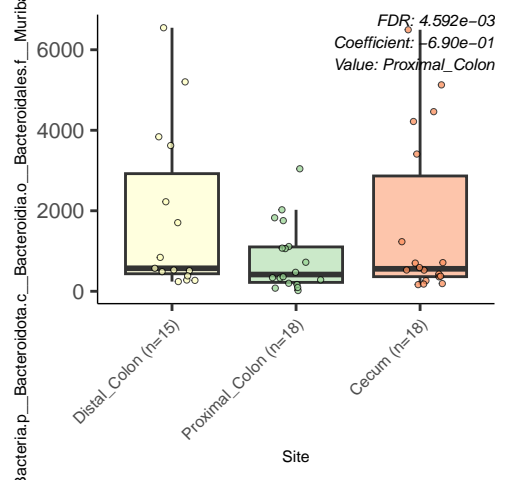 FDR: 4.592e−03
Coefficient: −6.90e−01
Value: Proximal_Colon
6000
4000
2000
0
Bacteria.p__Bacteroidota.c__Bacteroidia.o__Bacteroidales.f__Muriba
Distal_Colon (n=15)
Proximal_Colon (n=18)
Cecum (n=18)
Site